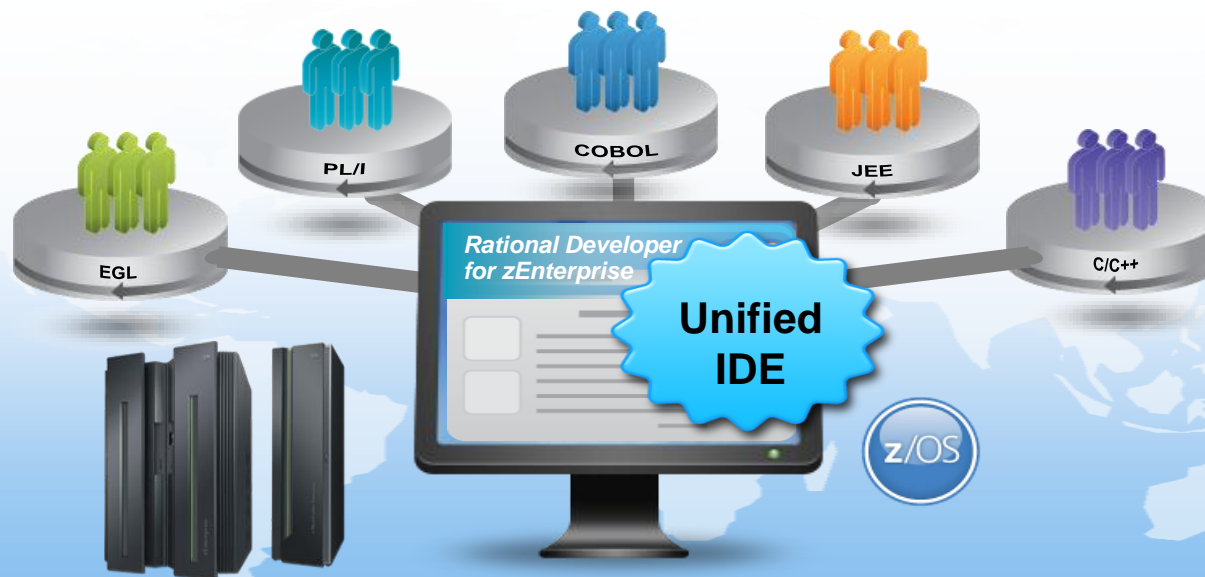 COBOL
PL/I
JEE
EGL
C/C++
Rational Developer
for zEnterprise
Unified
IDE
z/OS